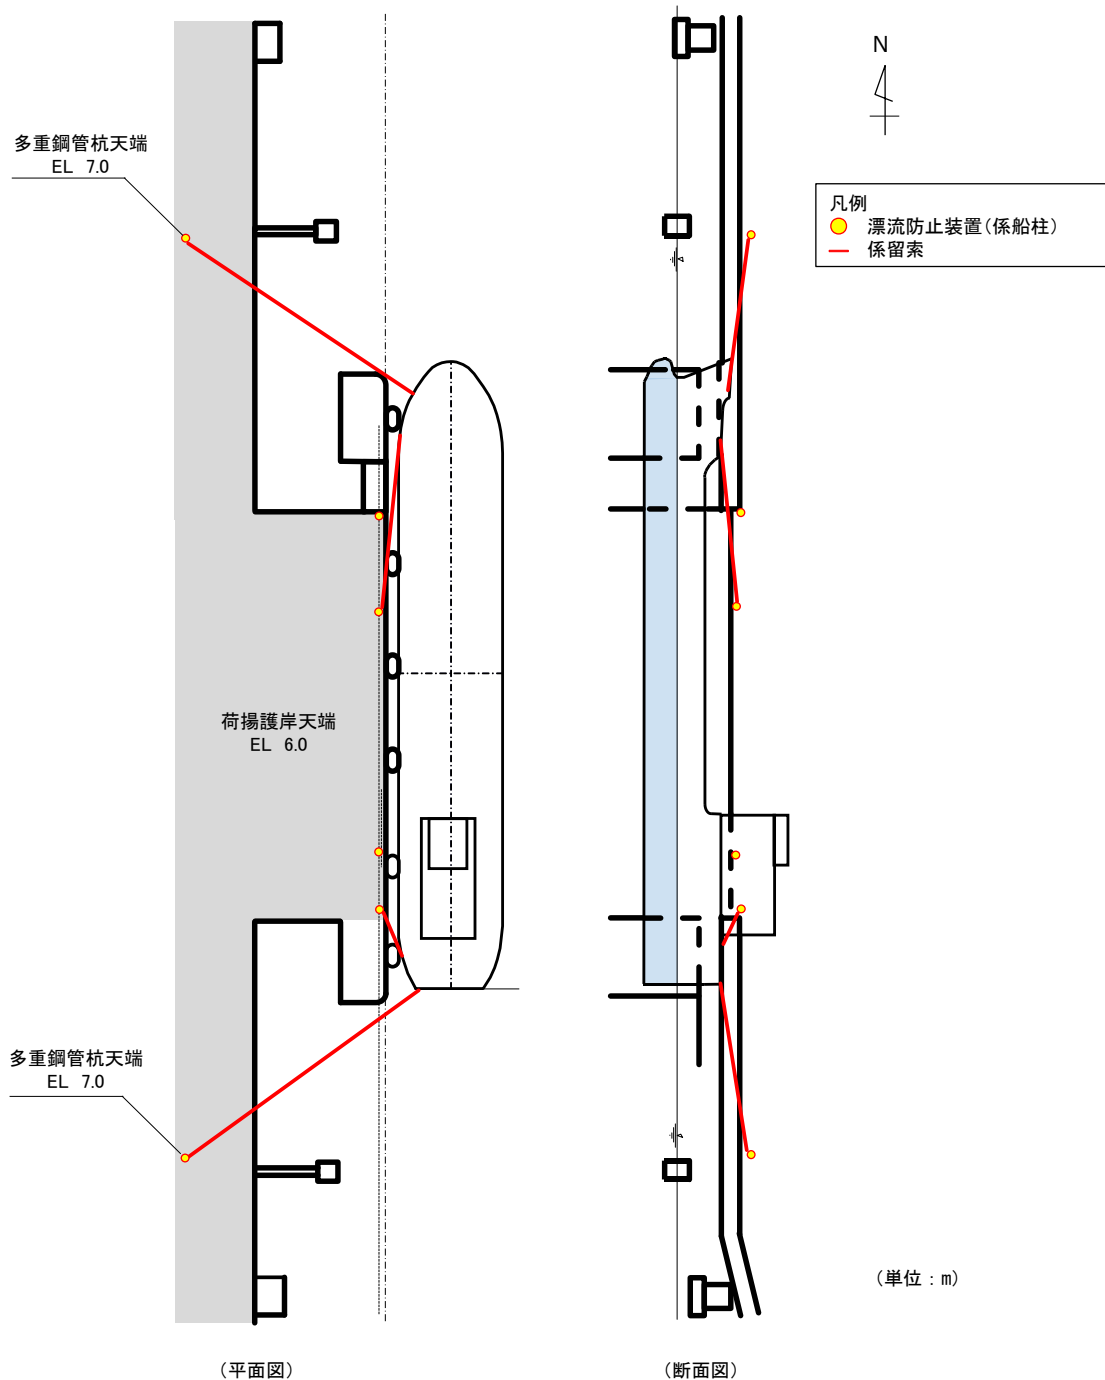 N
多重鋼管杭天端
EL 7.0
凡例
漂流防止装置(係船柱)
係留索
荷揚護岸天端
EL 6.0
多重鋼管杭天端
EL 7.0
(単位:m)
(平面図)
(断面図)